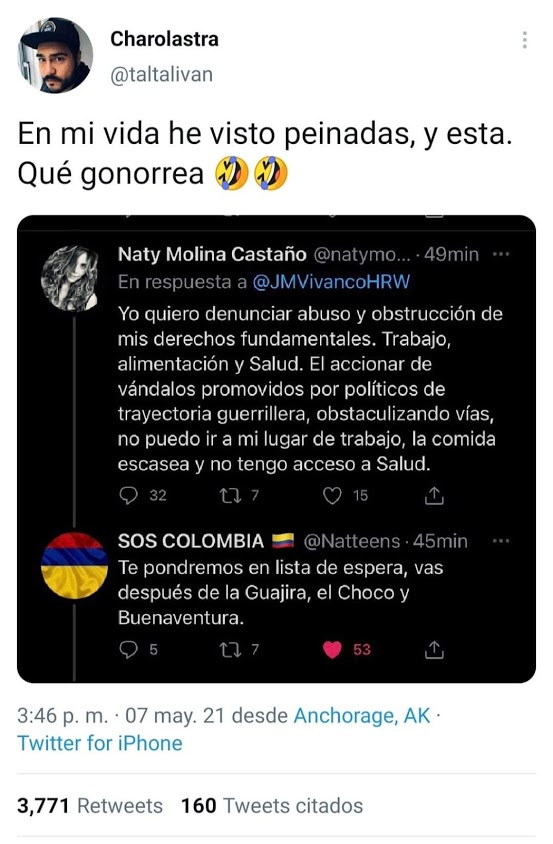 Charolastra
@taltalivan
En mi vida he visto peinadas, y esta.
Qué gonorrea 🤣🤣
Naty Molina Castaño @natymo... · 49min
En respuesta a @JMVivancoHRW
Yo quiero denunciar abuso y obstrucción de
mis derechos fundamentales. Trabajo,
alimentación y Salud. El accionar de
vándalos promovidos por políticos de
trayectoria guerrillera, obstaculizando vías,
no puedo ir a mi lugar de trabajo, la comida
escasea y no tengo acceso a Salud.
32 7 15
SOS COLOMBIA 🇨🇴 @Natteens · 45min
Te pondremos en lista de espera, vas
después de la Guajira, el Choco y
Buenaventura.
5 7 53
3:46 p. m. · 07 may. 21 desde Anchorage, AK ·
Twitter for iPhone
3,771 Retweets 160 Tweets citados